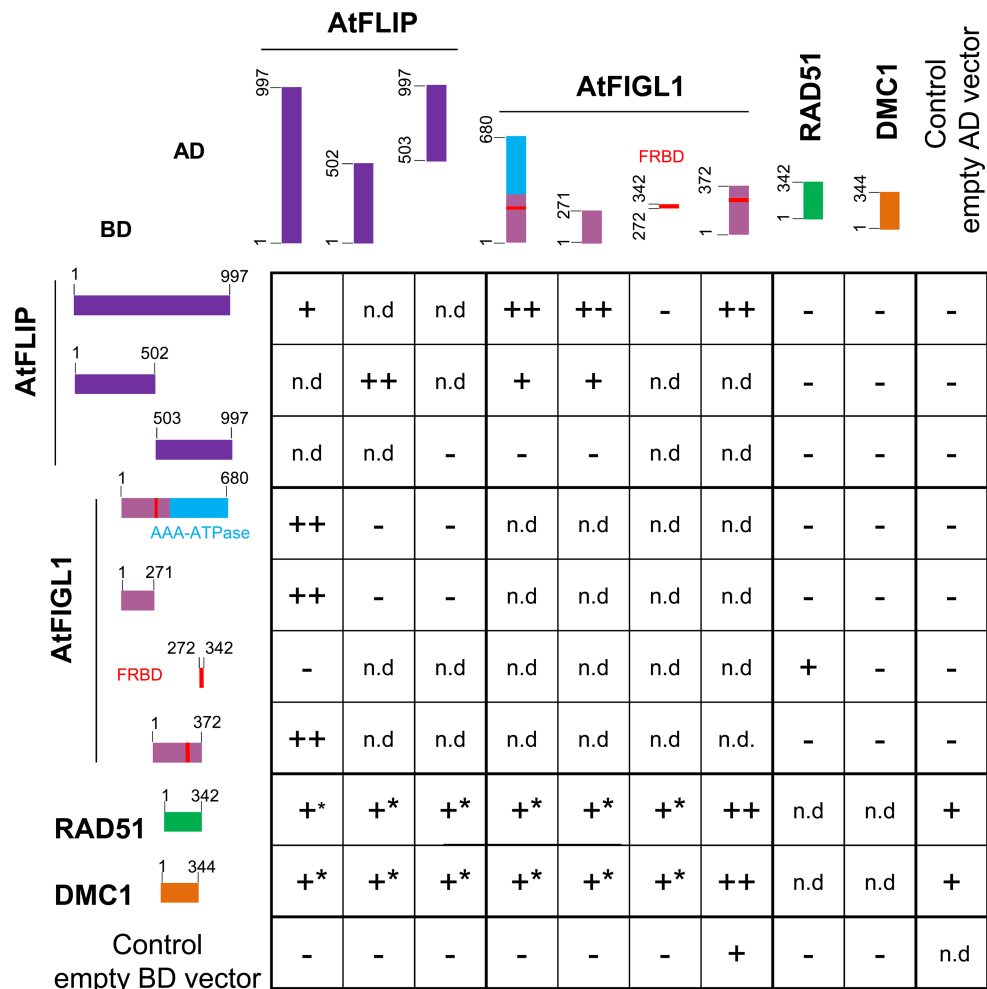 AtFLIP
AtFIGL1
RAD51
DMC1
Control
empty AD vector
AD
BD
997
1
502
1
997
503
680
1
271
1
FRBD
342
272
372
1
342
1
344
1
AtFLIP
1 997
+ n.d n.d ++ ++ - ++ - - -
1 502
n.d ++ n.d + + n.d n.d - - -
503 997
n.d n.d - - - n.d n.d - - -
AtFIGL1
1 680
AAA-ATPase
++ - - n.d n.d n.d n.d - - -
1 271
++ - - n.d n.d n.d n.d - - -
272 342
FRBD
- n.d n.d n.d n.d n.d n.d + - -
1 372
++ n.d n.d n.d n.d n.d n.d. - - -
1 342
RAD51
+* +* +* +* +* +* ++ n.d n.d +
1 344
DMC1
+* +* +* +* +* +* ++ n.d n.d +
Control
empty BD vector
- - - - - - + - - n.d